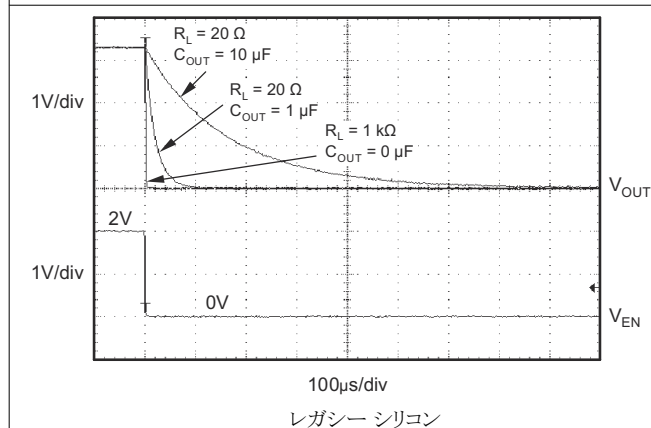 R_L = 20 Ω
C_OUT = 10 µF
R_L = 20 Ω
C_OUT = 1 µF
1V/div
R_L = 1 kΩ
C_OUT = 0 µF
V_OUT
2V
1V/div
0V
V_EN
100µs/div
レガシー シリコン